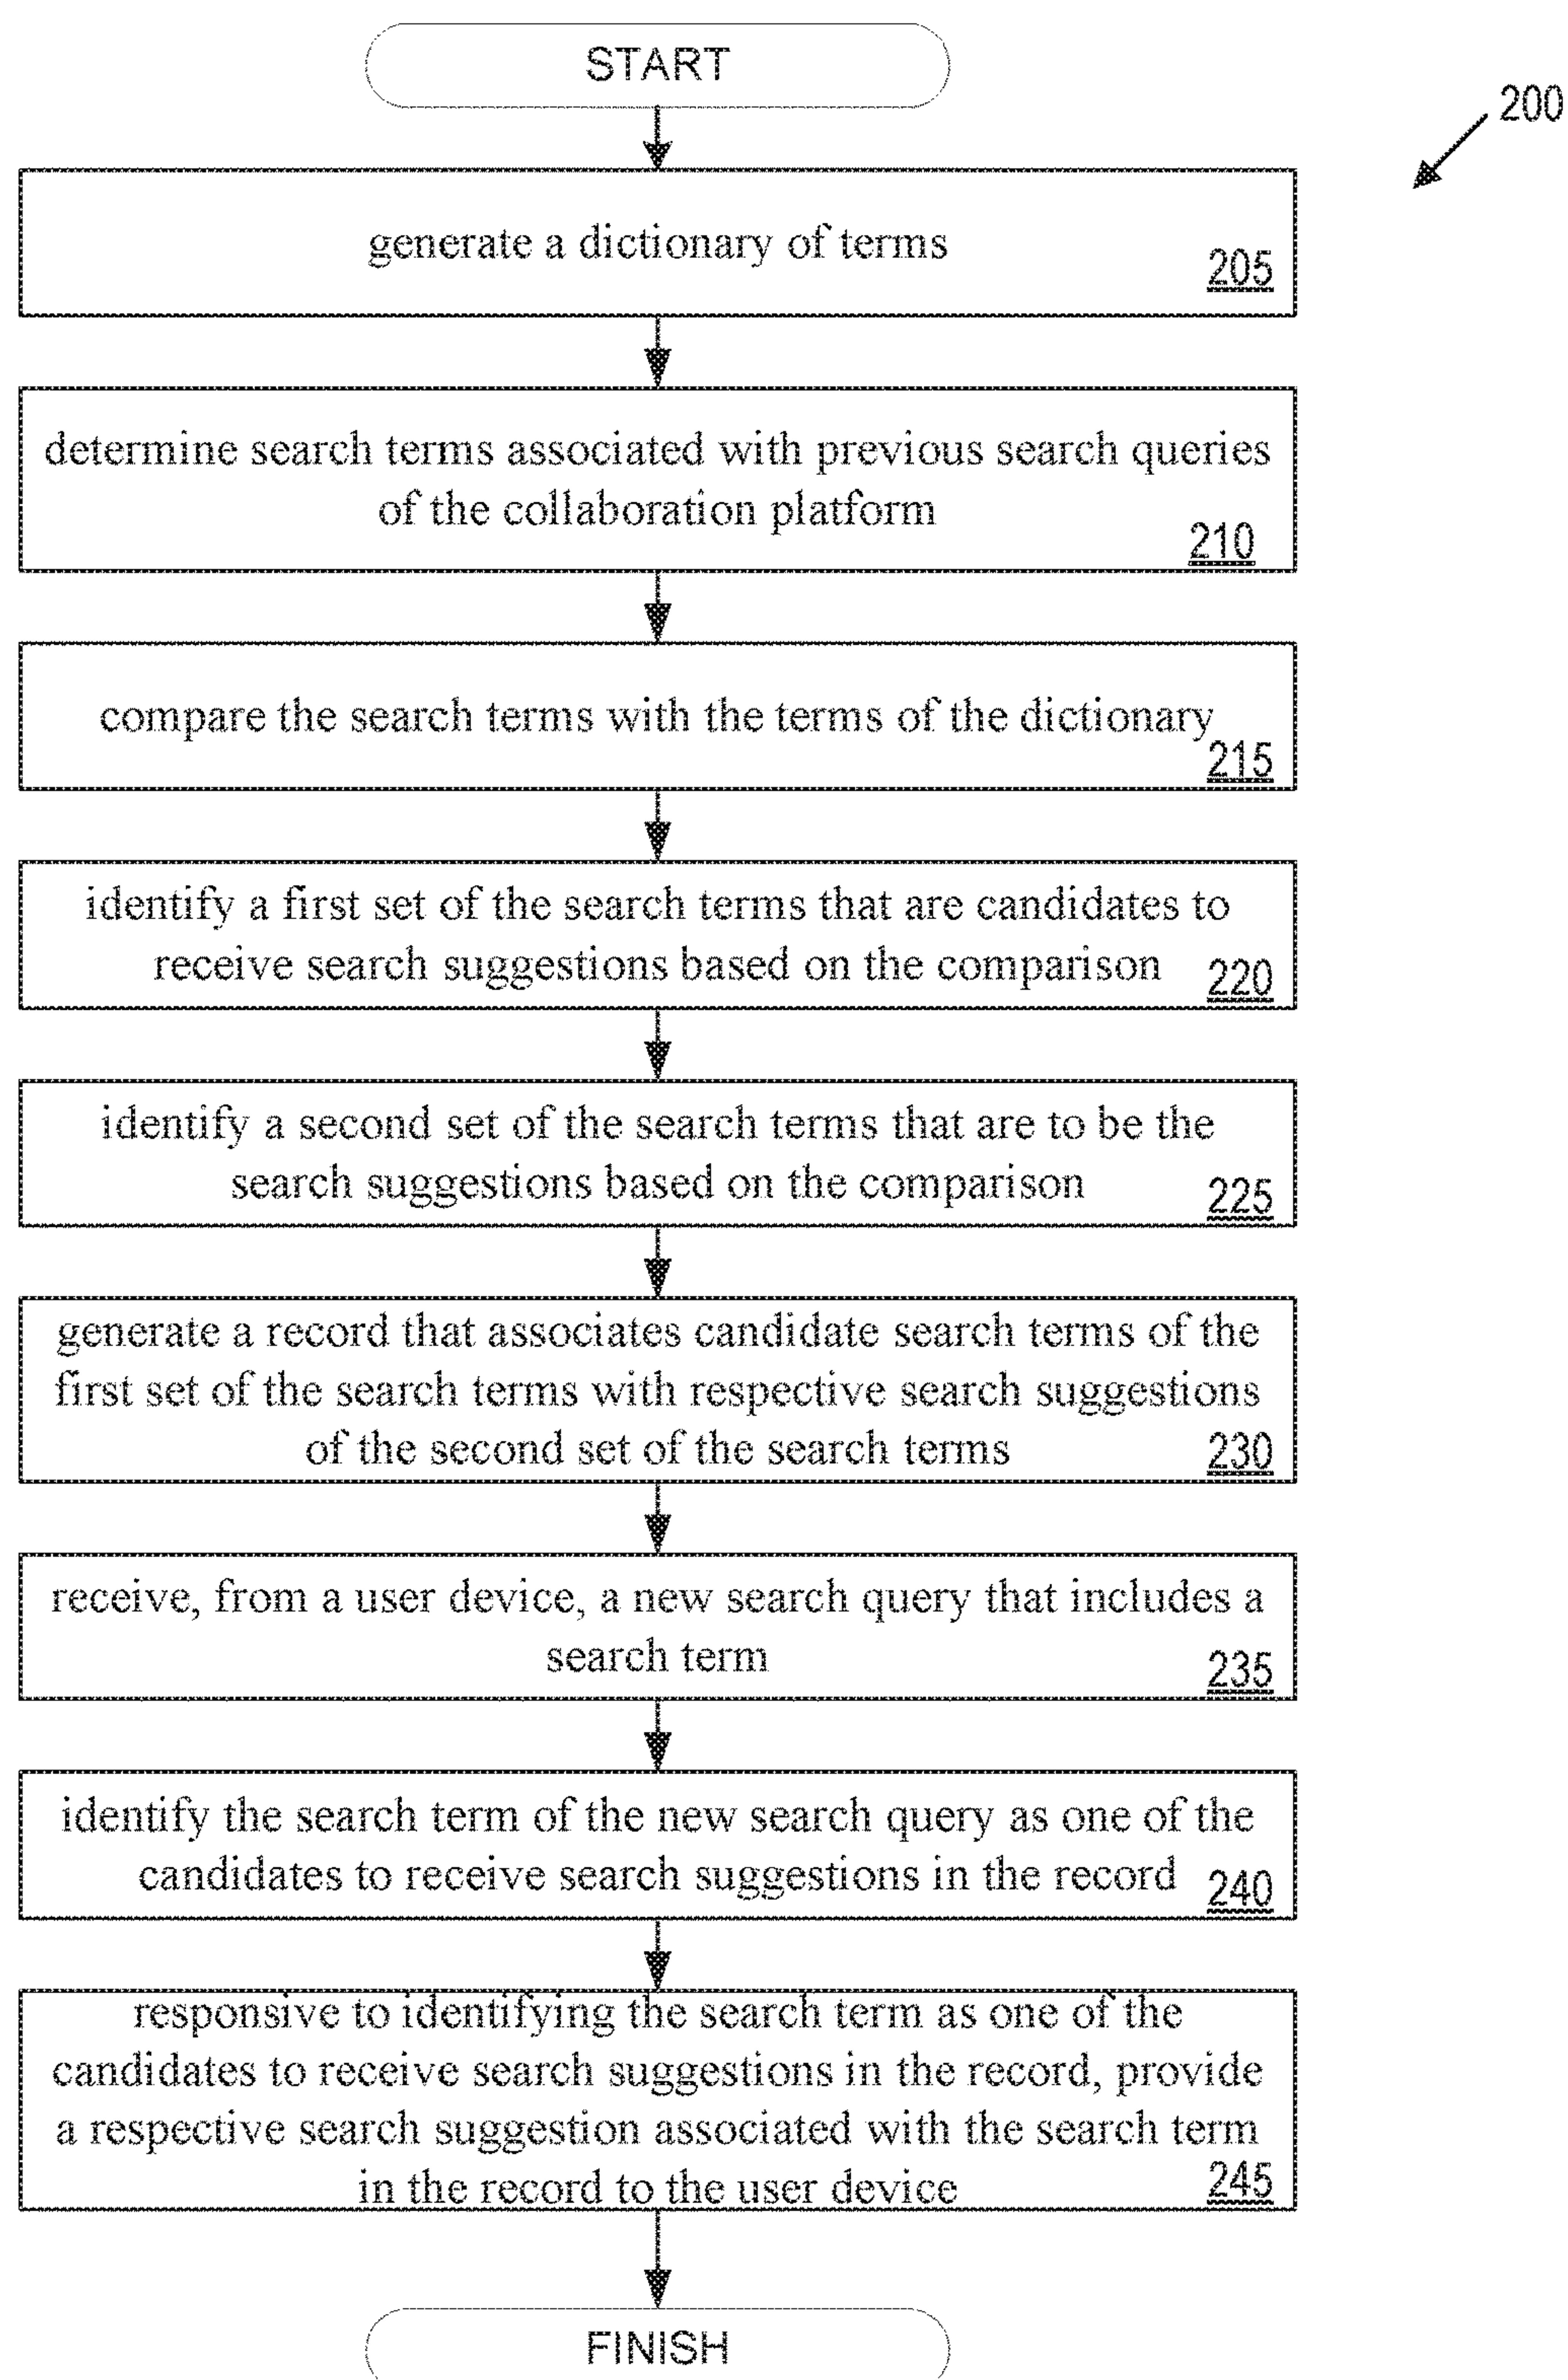 START
200
generate a dictionary of terms
205
determine search terms associated with previous search queries
of the collaboration platform
210
compare the search terms with the terms of the dictionary
215
identify a first set of the search terms that are candidates to
receive search suggestions based on the comparison
220
identify a second set of the search terms that are to be the
search suggestions based on the comparison
225
generate a record that associates candidate search terms of the
first set of the search terms with respective search suggestions
of the second set of the search terms
230
receive, from a user device, a new search query that includes a
search term
235
identify the search term of the new search query as one of the
candidates to receive search suggestions in the record
240
responsive to identifying the search term as one of the
candidates to receive search suggestions in the record, provide
a respective search suggestion associated with the search term
in the record to the user device
245
FINISH